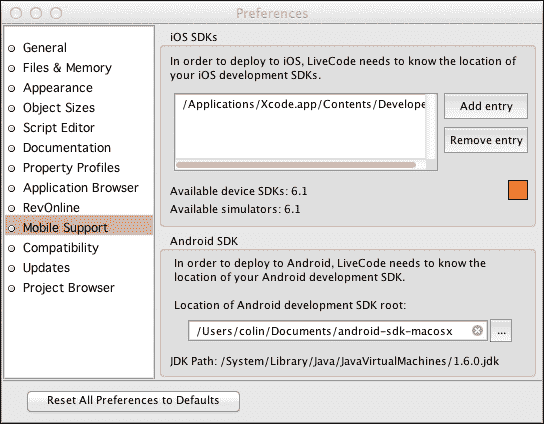 Preferences
General
Files & Memory
Appearance
Object Sizes
Script Editor
Documentation
Property Profiles
Application Browser
RevOnline
Mobile Support
Compatibility
Updates
Project Browser
iOS SDKs
In order to deploy to iOS, LiveCode needs to know the location
of your iOS development SDKs.
/Applications/Xcode.app/Contents/Develope
Add entry
Remove entry
Available device SDKs: 6.1
Available simulators: 6.1
Android SDK
In order to deploy to Android, LiveCode needs to know the
location of your Android development SDK.
Location of Android development SDK root:
/Users/colin/Documents/android-sdk-macosx
...
JDK Path: /System/Library/Java/JavaVirtualMachines/1.6.0.jdk
Reset All Preferences to Defaults